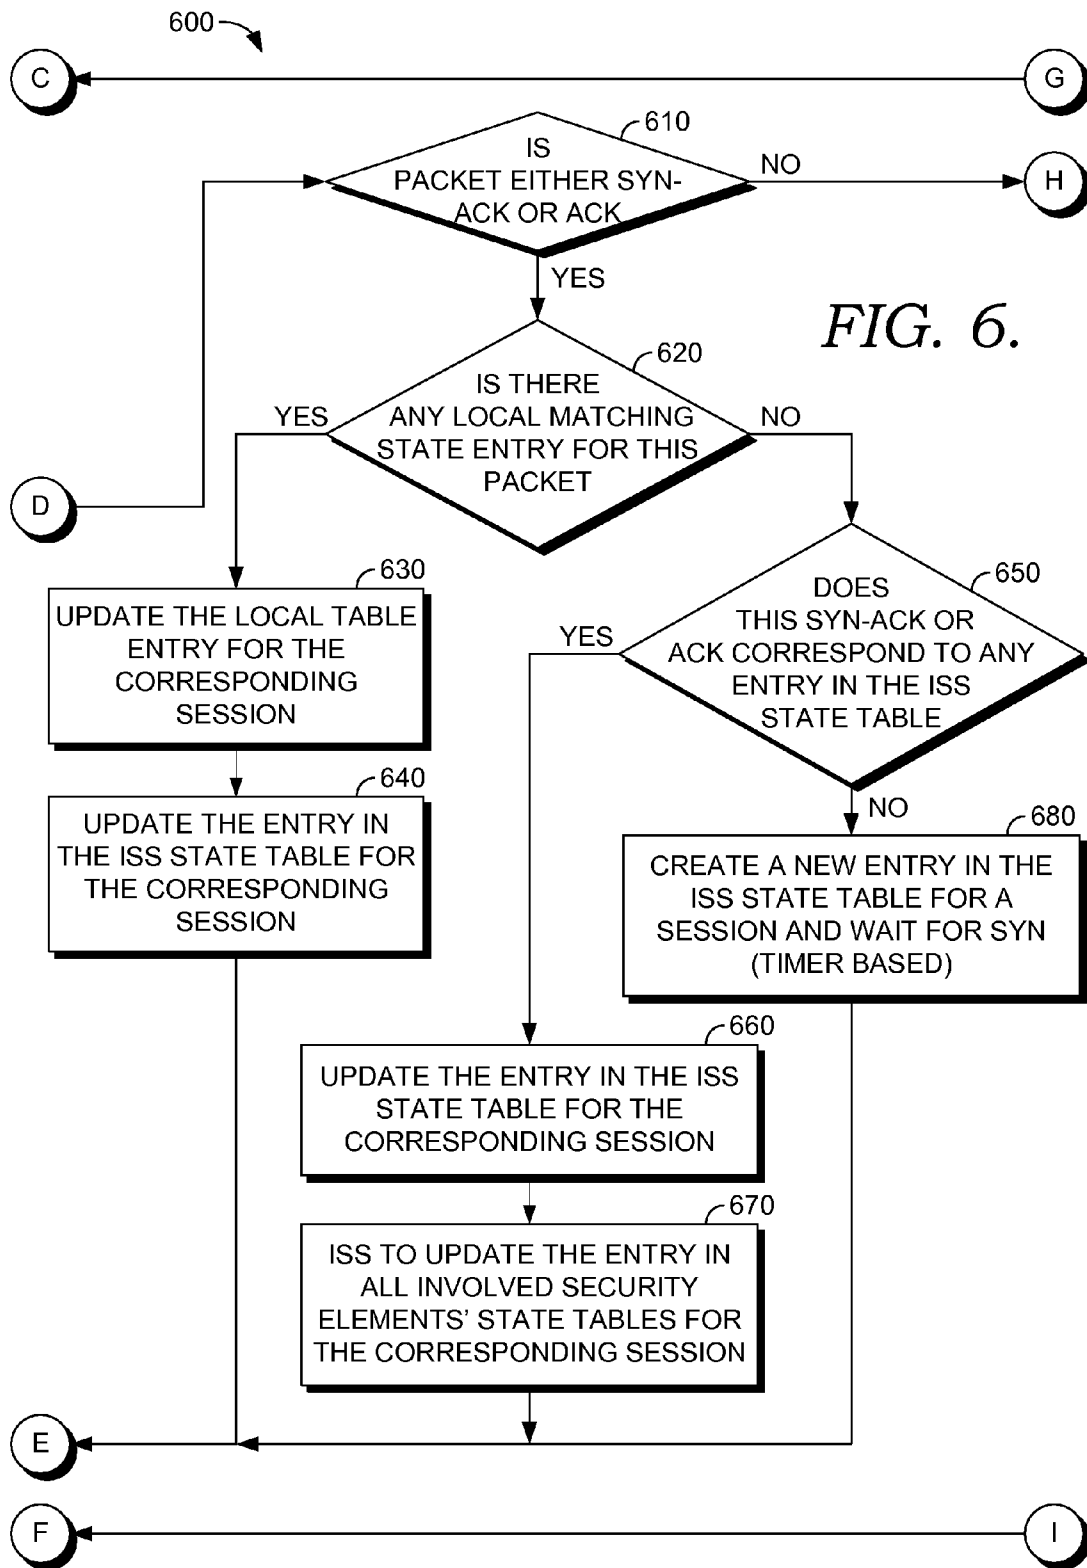 600
C
G
610
IS
PACKET EITHER SYN-
ACK OR ACK
NO
H
YES
FIG. 6.
620
IS THERE
ANY LOCAL MATCHING
STATE ENTRY FOR THIS
PACKET
YES
NO
D
630
UPDATE THE LOCAL TABLE
ENTRY FOR THE
CORRESPONDING
SESSION
650
DOES
THIS SYN-ACK OR
ACK CORRESPOND TO ANY
ENTRY IN THE ISS
STATE TABLE
YES
NO
640
UPDATE THE ENTRY IN
THE ISS STATE TABLE FOR
THE CORRESPONDING
SESSION
680
CREATE A NEW ENTRY IN THE
ISS STATE TABLE FOR A
SESSION AND WAIT FOR SYN
(TIMER BASED)
660
UPDATE THE ENTRY IN THE ISS
STATE TABLE FOR THE
CORRESPONDING SESSION
670
ISS TO UPDATE THE ENTRY IN
ALL INVOLVED SECURITY
ELEMENTS’ STATE TABLES FOR
THE CORRESPONDING SESSION
E
F
I